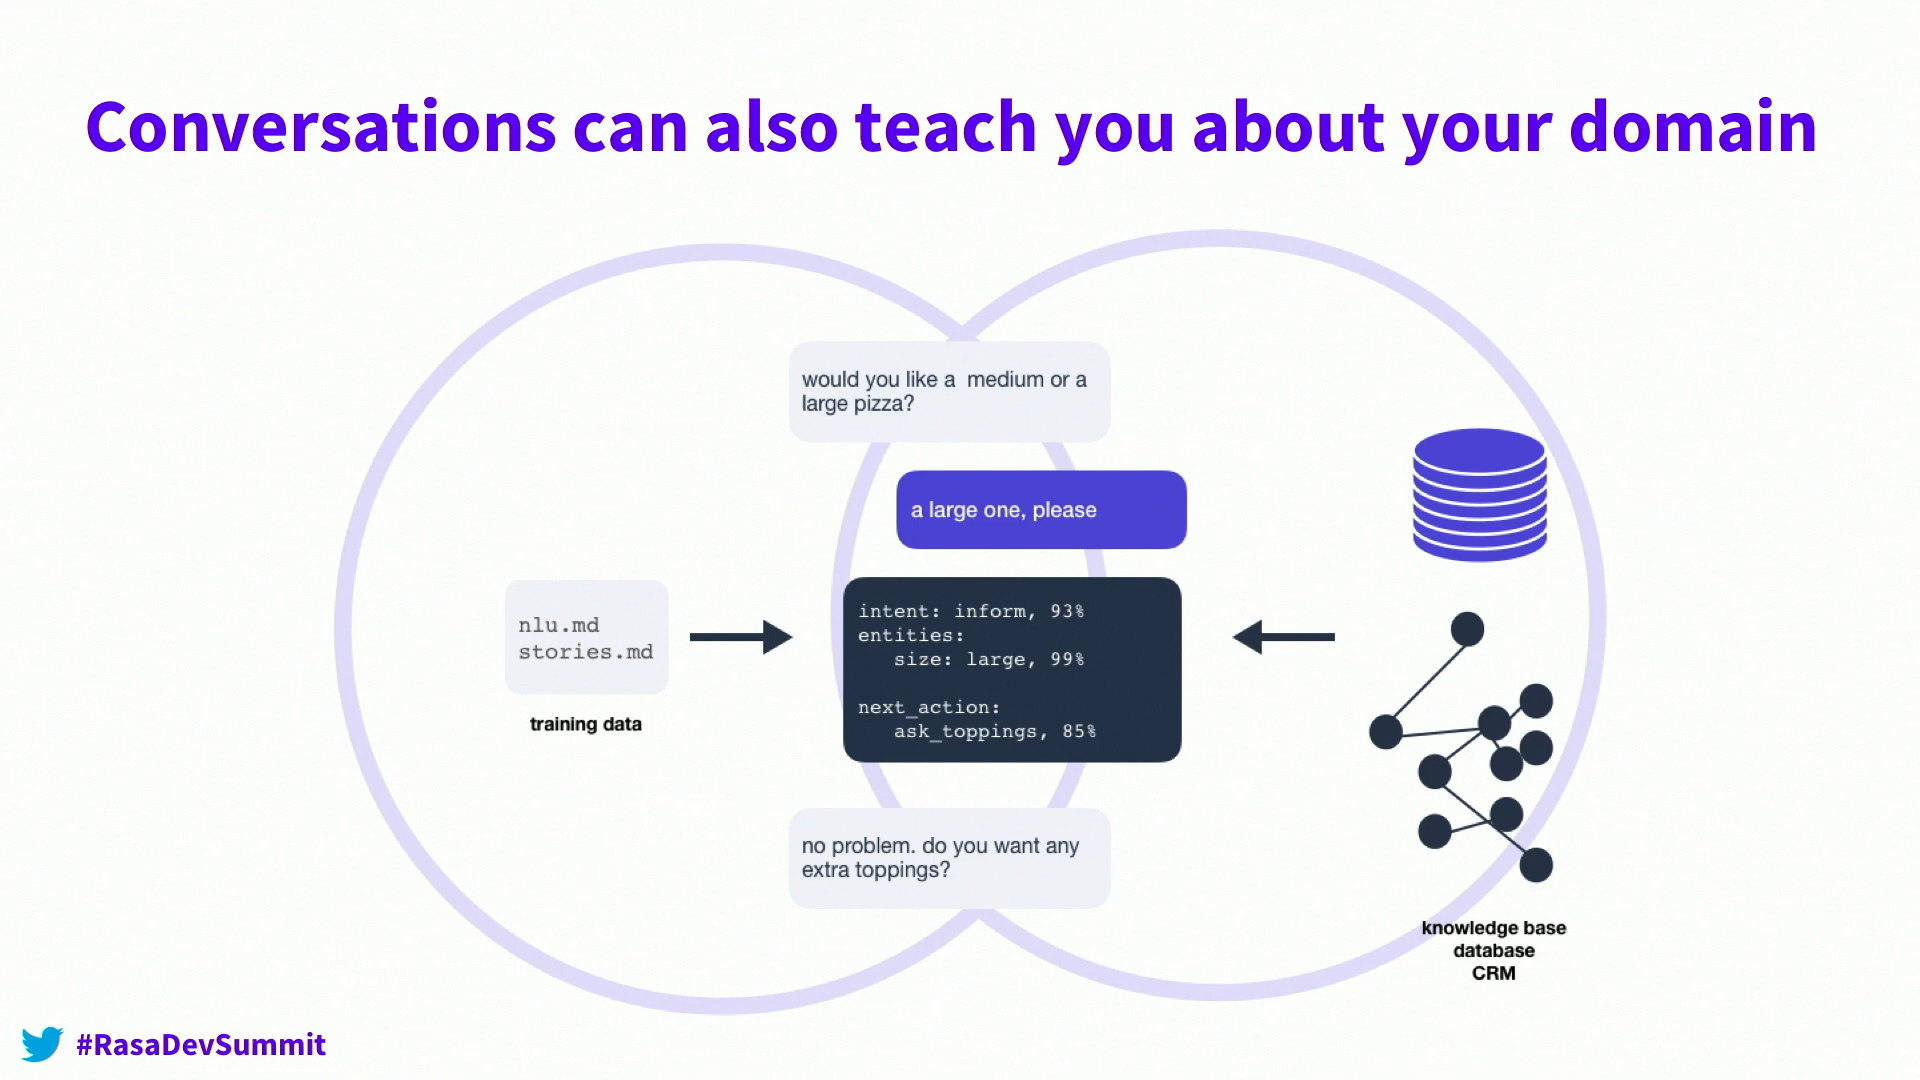 Conversations can also teach you about your domain
would you like a  medium or a
large pizza?
a large one, please
nlu.md
stories.md
training data
intent: inform, 93%
entities:
   size: large, 99%
next_action:
   ask_toppings, 85%
no problem. do you want any
extra toppings?
knowledge base
database
CRM
#RasaDevSummit